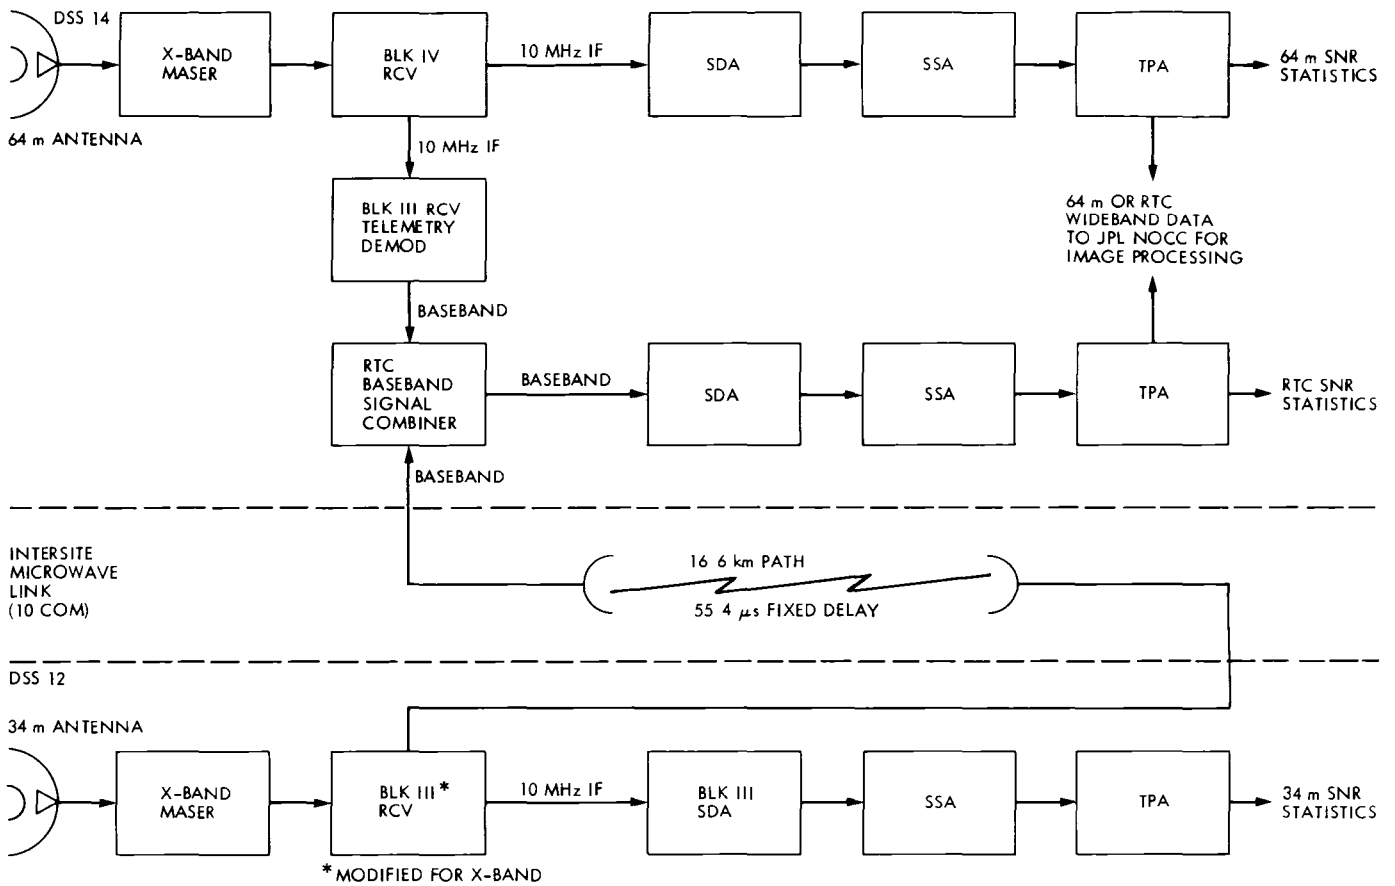 DSS 14
64 m ANTENNA
X-BAND
MASER
BLK IV
RCV
10 MHz IF
SDA
SSA
TPA
64 m SNR
STATISTICS
10 MHz IF
BLK III RCV
TELEMETRY
DEMOD
64 m OR RTC
WIDEBAND DATA
TO JPL NOCC FOR
IMAGE PROCESSING
BASEBAND
RTC
BASEBAND
SIGNAL
COMBINER
BASEBAND
SDA
SSA
TPA
RTC SNR
STATISTICS
BASEBAND
INTERSITE
MICROWAVE
LINK
(10 COM)
16 6 km PATH
55 4 μs FIXED DELAY
DSS 12
34 m ANTENNA
X-BAND
MASER
BLK III*
RCV
10 MHz IF
BLK III
SDA
SSA
TPA
34 m SNR
STATISTICS
*MODIFIED FOR X-BAND